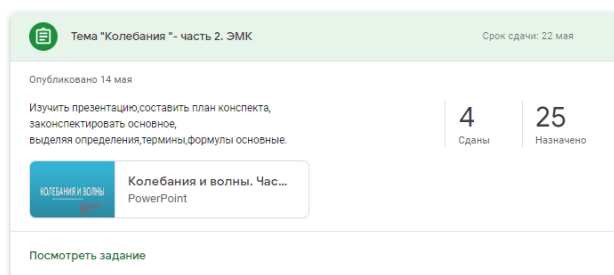 Тема "Колебания "- часть 2. ЭМК
Срок сдачи: 22 мая
Опубликовано 14 мая
Изучить презентацию,составить план конспекта,
законспектировать основное,
выделяя определения,термины,формулы основные.
4
Сданы
25
Назначено
КОЛЕБАНИЯ И ВОЛНЫ
Колебания и волны. Час...
PowerPoint
Посмотреть задание